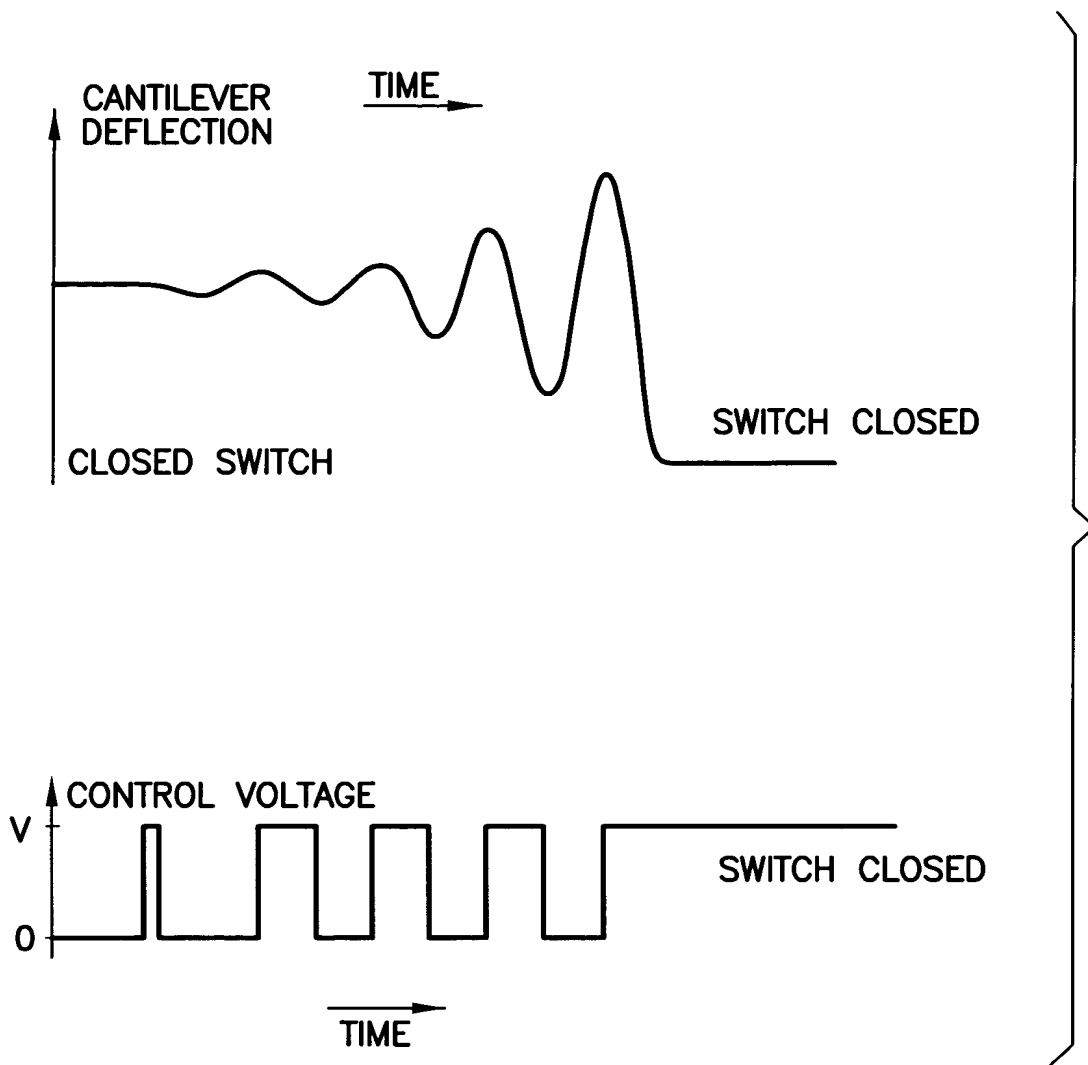 CANTILEVER
DEFLECTION
TIME
SWITCH CLOSED
CLOSED SWITCH
CONTROL VOLTAGE
V
SWITCH CLOSED
0
TIME